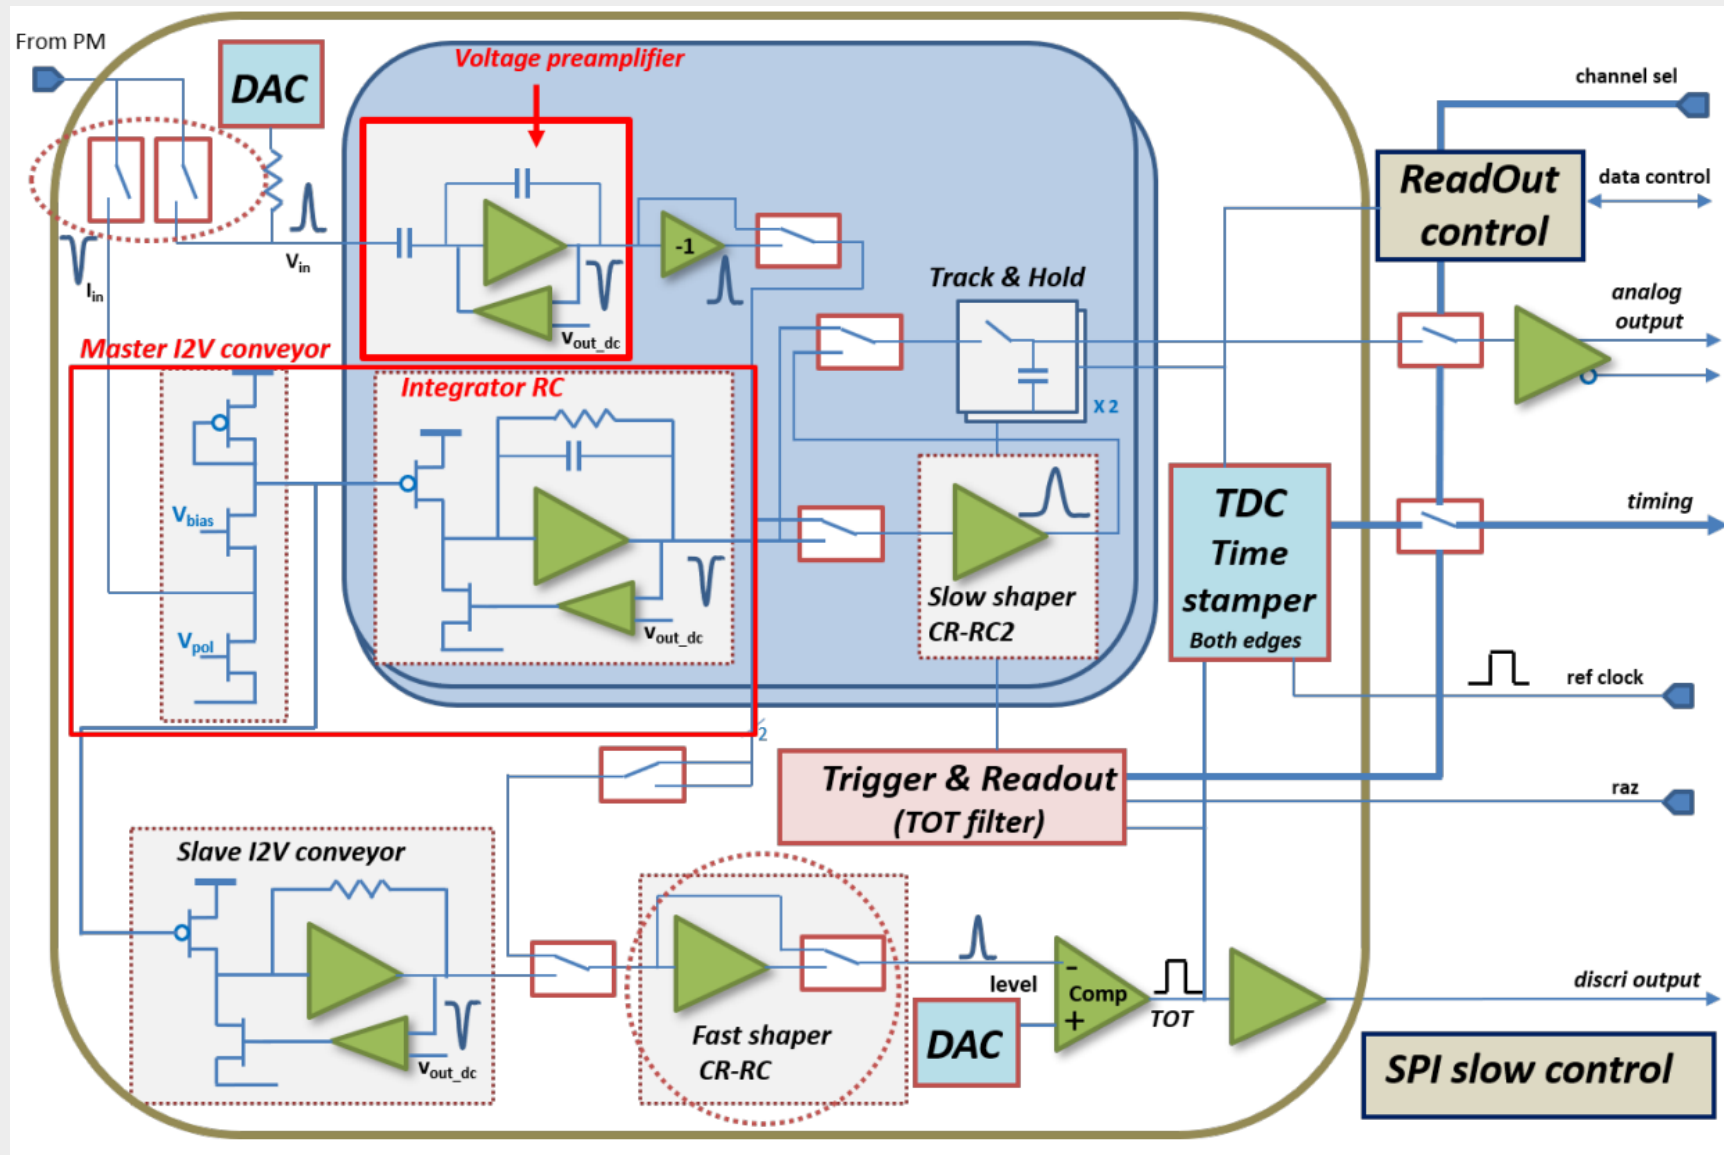 From PM
DAC
Voltage preamplifier
channel sel
ReadOut
control
data control
-1
Vin
Iin
vout_dc
Track & Hold
analog
output
Master I2V conveyor
Integrator RC
X 2
Vbias
Vpol
vout_dc
Slow shaper
CR-RC2
TDC
Time
stamper
Both edges
timing
ref clock
2
Trigger & Readout
(TOT filter)
raz
Slave I2V conveyor
vout_dc
Fast shaper
CR-RC
level
DAC
-
Comp
+
TOT
discri output
SPI slow control